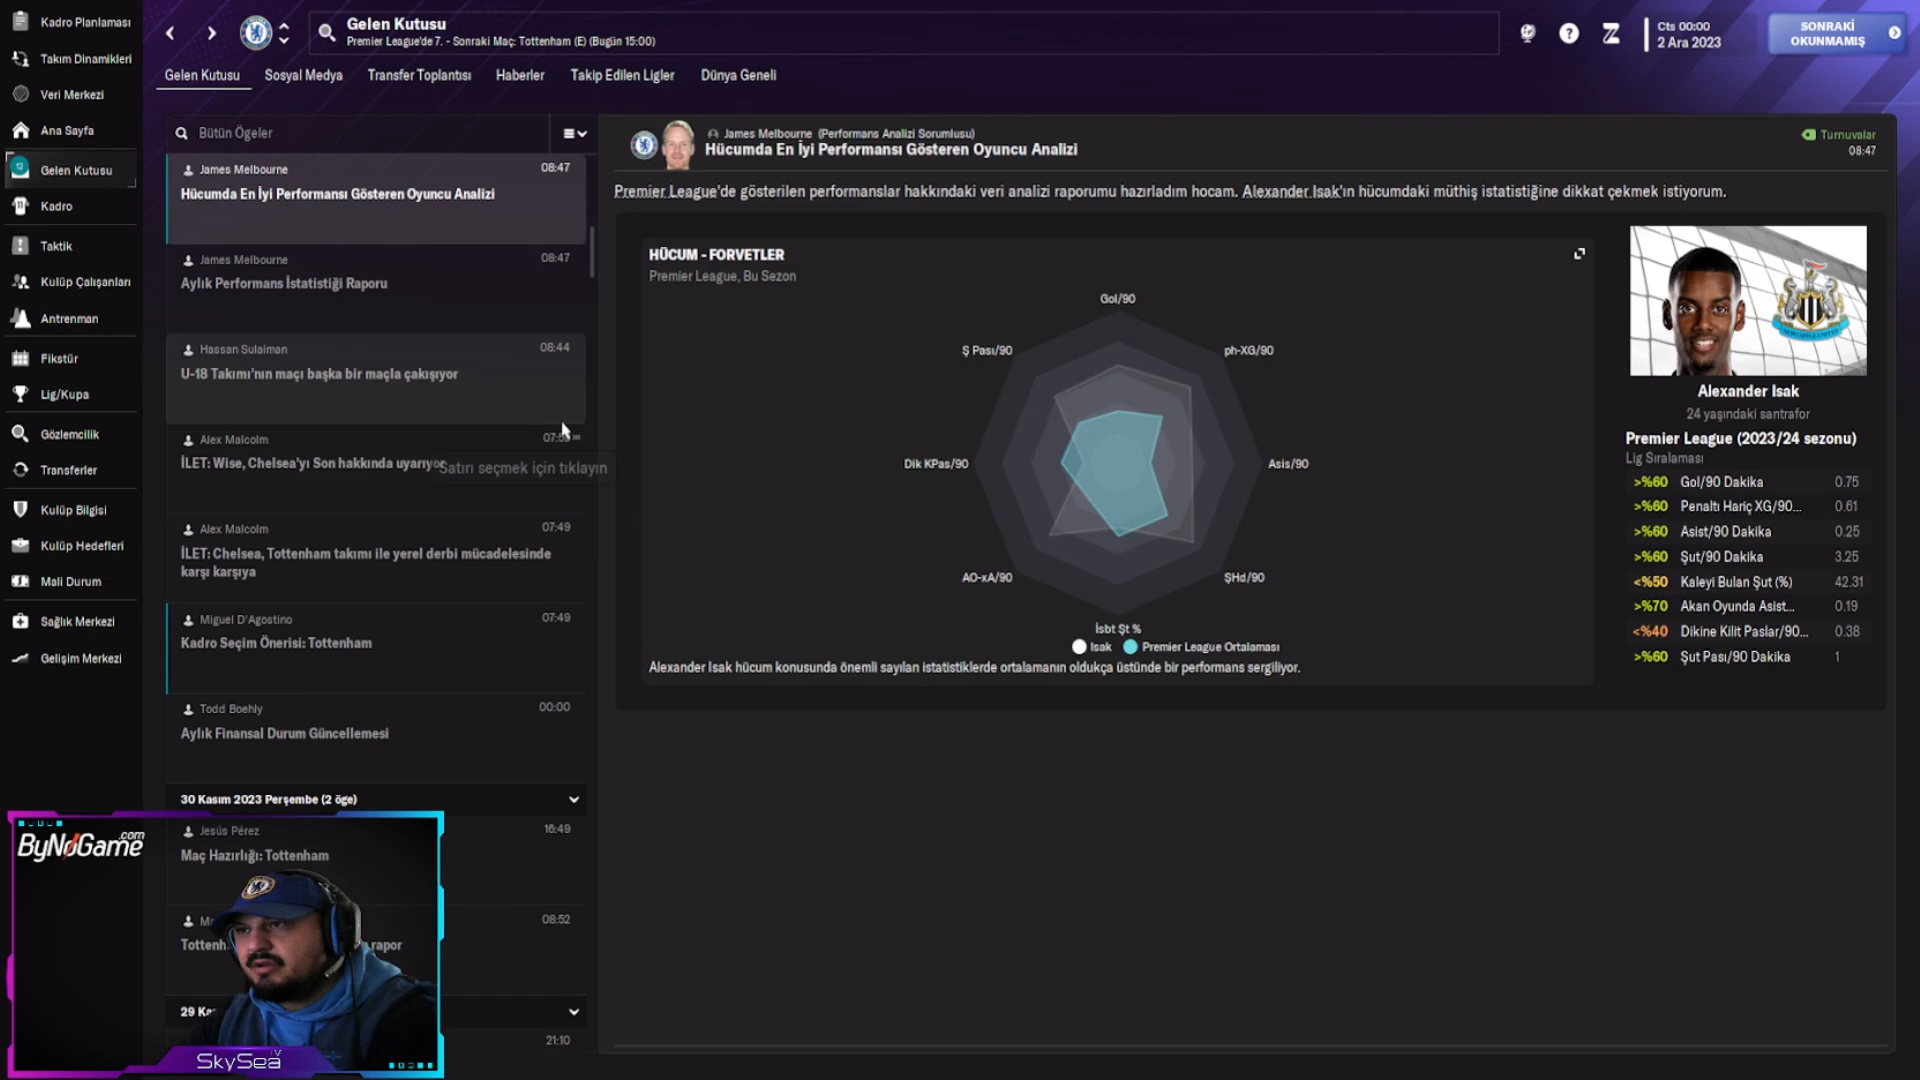 Kadro Planlaması
Takım Dinamikleri
Veri Merkezi
Ana Sayfa
12
Gelen Kutusu
Kadro
Taktik
Kulüp Çalışanları
Antrenman
Fikstür
Lig/Kupa
Gözlemcilik
Transferler
Kulüp Bilgisi
Kulüp Hedefleri
Mali Durum
Sağlık Merkezi
Gelişim Merkezi
Gelen Kutusu
Premier League'de 7. - Sonraki Maç: Tottenham (E) (Bugün 15:00)
Cts 00:00
2 Ara 2023
SONRAKİ
OKUNMAMIŞ
Gelen Kutusu
Sosyal Medya
Transfer Toplantısı
Haberler
Takip Edilen Ligler
Dünya Geneli
Bütün Ögeler
James Melbourne 08:47
Hücumda En İyi Performansı Gösteren Oyuncu Analizi
James Melbourne 08:47
Aylık Performans İstatistiği Raporu
Hassan Sulaiman 08:44
U-18 Takımı'nın maçı başka bir maçla çakışıyor
Alex Malcolm
İLET: Wise, Chelsea'yı Son hakkında uyarıyor
Satırı seçmek için tıklayın
Alex Malcolm 07:49
İLET: Chelsea, Tottenham takımı ile yerel derbi mücadelesinde
karşı karşıya
Miguel D'Agostino 07:49
Kadro Seçim Önerisi: Tottenham
Todd Boehly 00:00
Aylık Finansal Durum Güncellemesi
30 Kasım 2023 Perşembe (2 öge)
Jesús Pérez 16:49
Maç Hazırlığı: Tottenham
08:52
rapor
21:10
James Melbourne (Performans Analizi Sorumlusu)
Hücumda En İyi Performansı Gösteren Oyuncu Analizi
Turnuvalar
08:47
Premier League'de gösterilen performanslar hakkındaki veri analizi raporumu hazırladım hocam. Alexander Isak'ın hücumdaki müthiş istatistiğine dikkat çekmek istiyorum.
HÜCUM - FORVETLER
Premier League, Bu Sezon
Gol/90
Ş Pası/90
ph-XG/90
Dik KPas/90
Asis/90
AO-xA/90
ŞHd/90
İsbt Şt %
Isak
Premier League Ortalaması
Alexander Isak hücum konusunda önemli sayılan istatistiklerde ortalamanın oldukça üstünde bir performans sergiliyor.
Alexander Isak
24 yaşındaki santrafor
Premier League (2023/24 sezonu)
Lig Sıralaması
>%60 Gol/90 Dakika 0.75
>%60 Penaltı Hariç XG/90... 0.61
>%60 Asist/90 Dakika 0.25
>%60 Şut/90 Dakika 3.25
<%50 Kaleyi Bulan Şut (%) 42.31
>%70 Akan Oyunda Asist... 0.19
<%40 Dikine Kilit Paslar/90... 0.38
>%60 Şut Pası/90 Dakika 1
ByNoGame.com
SkySea TV